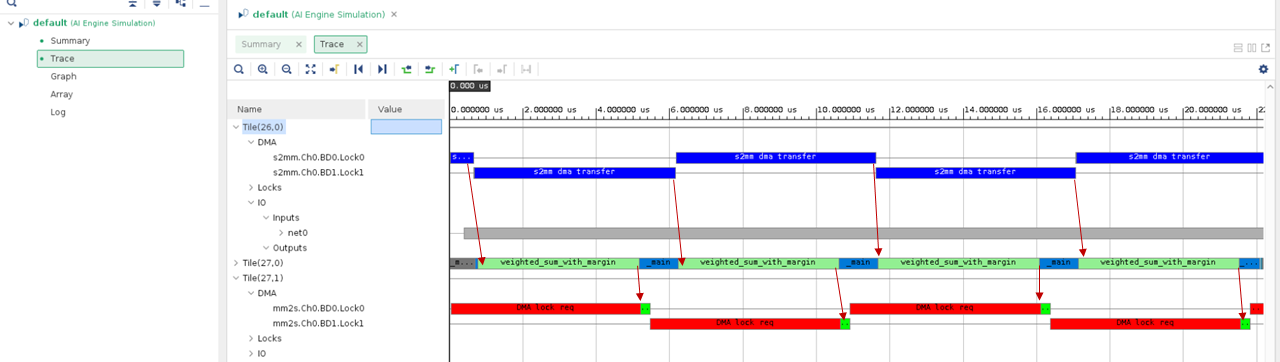 default (AI Engine Simulation)
Summary
Trace
Graph
Array
Log
default (AI Engine Simulation)
Summary
Trace
0.000 us
0.000000 us 2.000000 us 4.000000 us 6.000000 us 8.000000 us 10.000000 us 12.000000 us 14.000000 us 16.000000 us 18.000000 us 20.000000 us
Name Value
Tile(26,0)
DMA
s2mm.Ch0.BD0.Lock0 s... s2mm dma transfer s2mm dma transfer
s2mm.Ch0.BD1.Lock1 s2mm dma transfer s2mm dma transfer
Locks
IO
Inputs
net0
Outputs
Tile(27,0) _m... weighted_sum_with_margin _main weighted_sum_with_margin _main weighted_sum_with_margin _main weighted_sum_with_margin _...
Tile(27,1)
DMA
mm2s.Ch0.BD0.Lock0 DMA lock req DMA lock req
mm2s.Ch0.BD1.Lock1 DMA lock req DMA lock req
Locks
IO